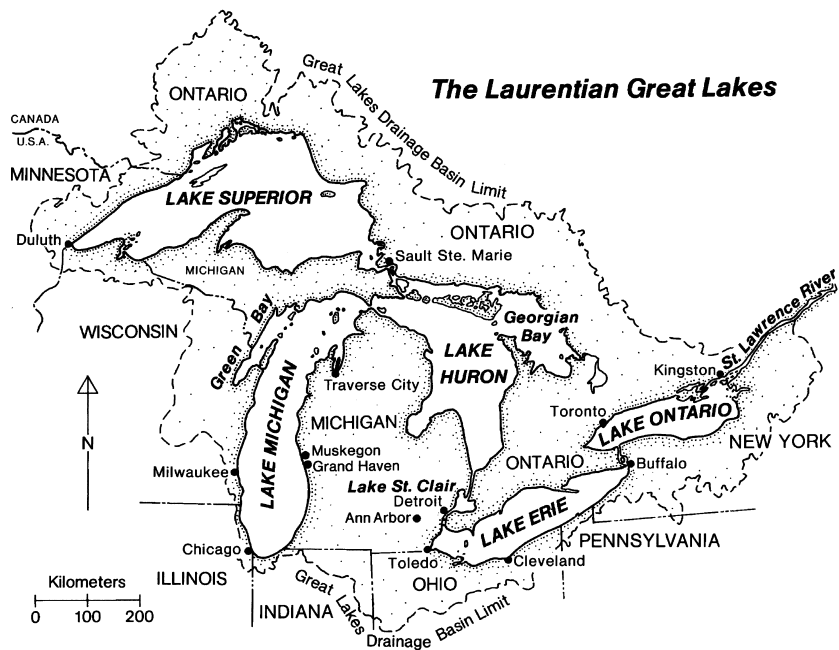 The Laurentian Great Lakes
Great Lakes Drainage Basin Limit
ONTARIO
CANADA
U.S.A.
MINNESOTA
LAKE SUPERIOR
ONTARIO
Duluth
Sault Ste. Marie
MICHIGAN
WISCONSIN
Green Bay
Georgian
Bay
St. Lawrence River
LAKE
HURON
Kingston
Traverse City
LAKE MICHIGAN
MICHIGAN
Toronto
LAKE ONTARIO
N
NEW YORK
Muskegon
Grand Haven
Milwaukee
ONTARIO
Buffalo
Lake St. Clair
Detroit
Ann Arbor
LAKE ERIE
PENNSYLVANIA
Chicago
Toledo
Cleveland
ILLINOIS
OHIO
Kilometers
0 100 200
INDIANA
Great Lakes
Drainage Basin Limit